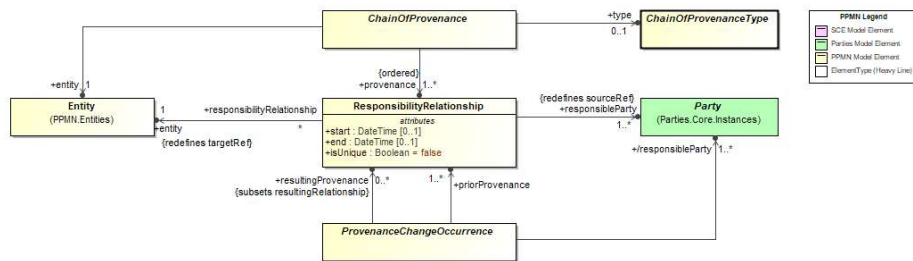 ChainOfProvenance
+type
0..1
ChainOfProvenanceType
PPMN Legend
SCE Model Element
Parties Model Element
PPMN Model Element
ElementType (Heavy Line)
+entity
1
{ordered}
+provenance
1..*
Entity
(PPMN.Entities)
1
+responsibilityRelationship
+entity
*
{redefines targetRef}
ResponsibilityRelationship
attributes
+start : DateTime [0..1]
+end : DateTime [0..1]
+isUnique : Boolean = false
{redefines sourceRef}
+responsibleParty
1..*
Party
(Parties.Core.Instances)
+/responsibleParty
1..*
+resultingProvenance
0..*
{subsets resultingRelationship}
1..*
+priorProvenance
ProvenanceChangeOccurrence